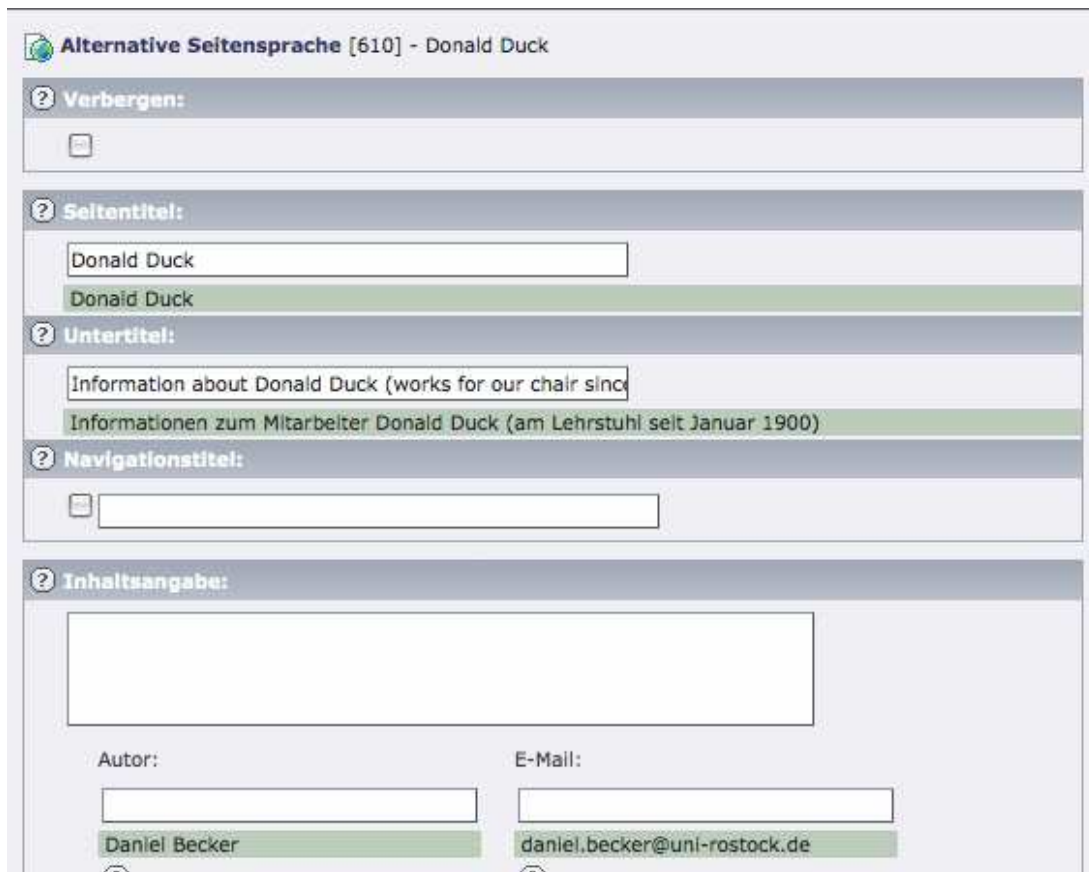 Alternative Seitensprache [610] - Donald Duck
? Verbergen:
? Seitentitel:
Donald Duck
Donald Duck
? Untertitel:
Information about Donald Duck (works for our chair since
Informationen zum Mitarbeiter Donald Duck (am Lehrstuhl seit Januar 1900)
? Navigationstitel:
? Inhaltsangabe:
Autor: E-Mail:
Daniel Becker daniel.becker@uni-rostock.de